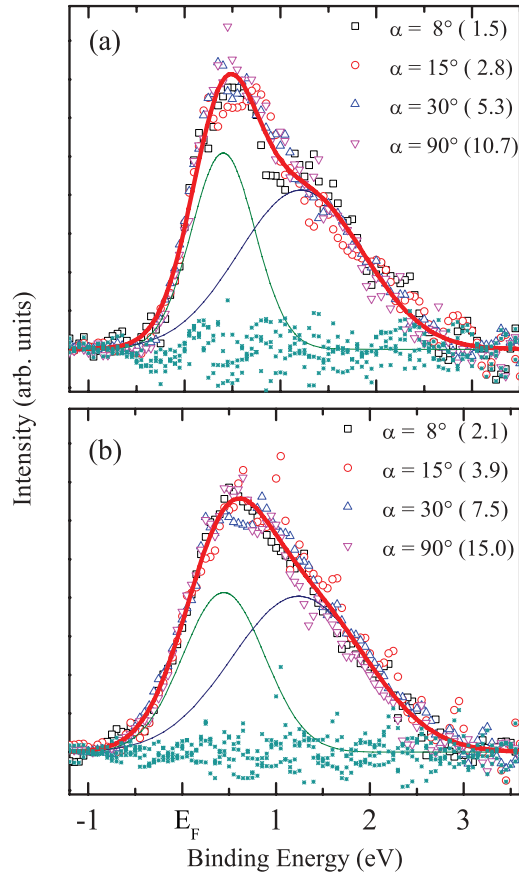 (a)
α = 8° ( 1.5)
α = 15° ( 2.8)
α = 30° ( 5.3)
α = 90° (10.7)
Intensity (arb. units)
(b)
α = 8° ( 2.1)
α = 15° ( 3.9)
α = 30° ( 7.5)
α = 90° (15.0)
-1 E_F 1 2 3
Binding Energy (eV)